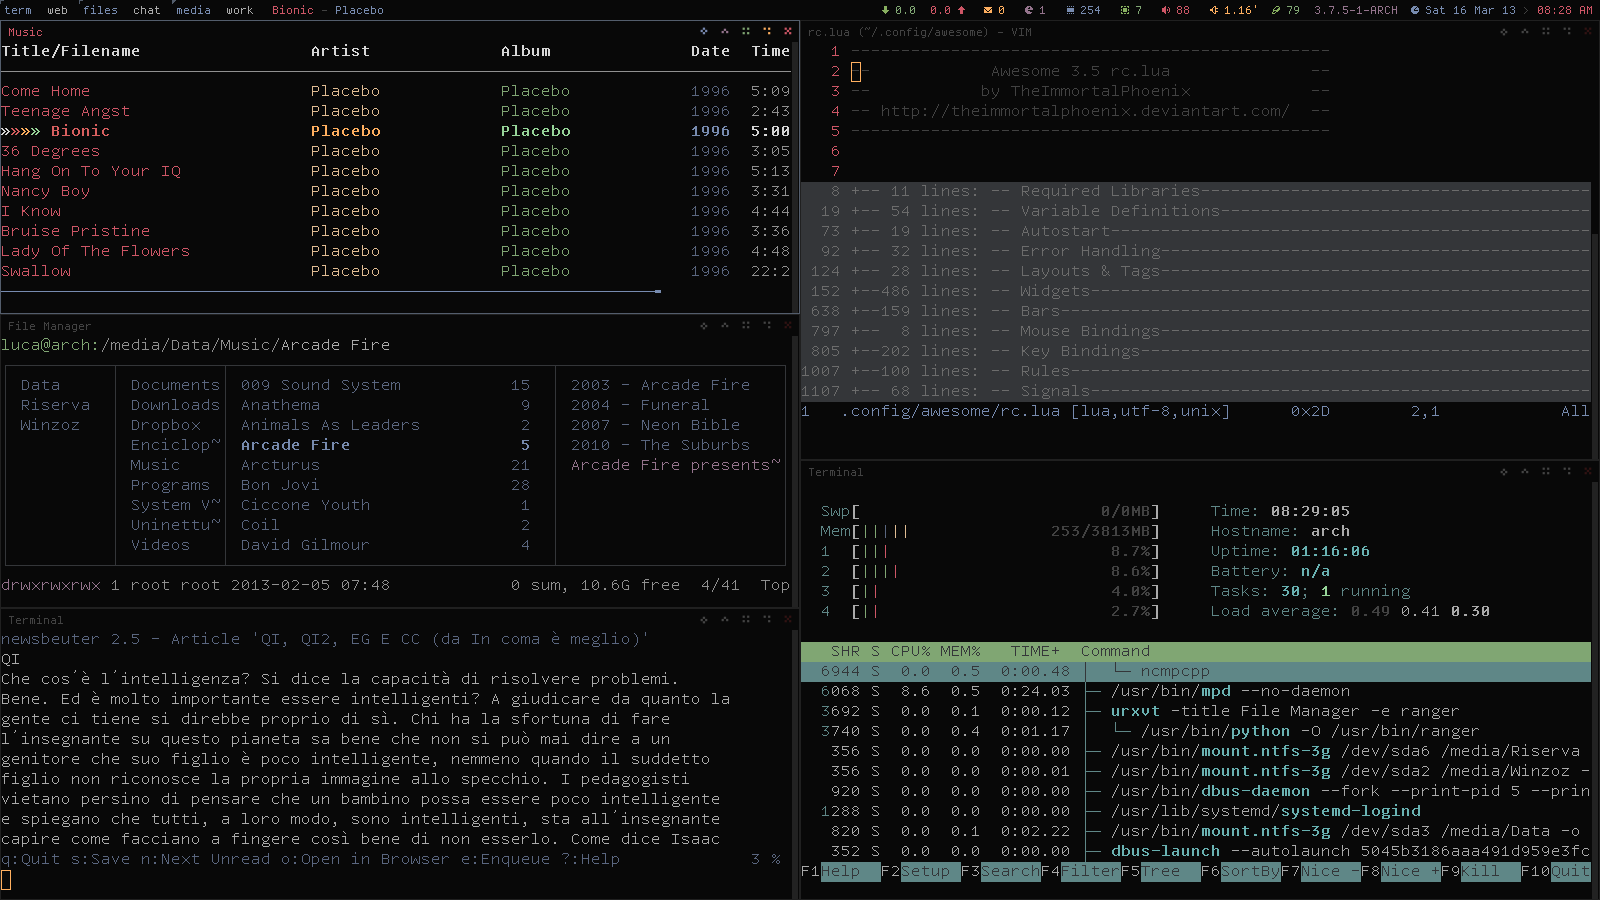 term web files chat media work Bionic - Placebo 0.0 0.0 0 1 254 7 88 1.16' 79 3.7.5-1-ARCH Sat 16 Mar 13 08:28 AM
Music
Title/Filename Artist Album Date Time
Come Home Placebo Placebo 1996 5:09
Teenage Angst Placebo Placebo 1996 2:43
»»»» Bionic Placebo Placebo 1996 5:00
36 Degrees Placebo Placebo 1996 3:05
Hang On To Your IQ Placebo Placebo 1996 5:13
Nancy Boy Placebo Placebo 1996 3:31
I Know Placebo Placebo 1996 4:44
Bruise Pristine Placebo Placebo 1996 3:36
Lady Of The Flowers Placebo Placebo 1996 4:48
Swallow Placebo Placebo 1996 22:2
File Manager
luca@arch:/media/Data/Music/Arcade Fire
Data Documents 009 Sound System 15 2003 - Arcade Fire
Riserva Downloads Anathema 9 2004 - Funeral
Winzoz Dropbox Animals As Leaders 2 2007 - Neon Bible
Enciclop~ Arcade Fire 5 2010 - The Suburbs
Music Arcturus 21 Arcade Fire presents~
Programs Bon Jovi 28
System V~ Ciccone Youth 1
Uninettu~ Coil 2
Videos David Gilmour 4
drwxrwxrwx 1 root root 2013-02-05 07:48 0 sum, 10.6G free 4/41 Top
Terminal
newsbeuter 2.5 - Article 'QI, QI2, EG E CC (da In coma è meglio)'
QI
Che cos´è l´intelligenza? Si dice la capacità di risolvere problemi.
Bene. Ed è molto importante essere intelligenti? A giudicare da quanto la
gente ci tiene si direbbe proprio di sì. Chi ha la sfortuna di fare
l´insegnante su questo pianeta sa bene che non si può mai dire a un
genitore che suo figlio è poco intelligente, nemmeno quando il suddetto
figlio non riconosce la propria immagine allo specchio. I pedagogisti
vietano persino di pensare che un bambino possa essere poco intelligente
e spiegano che tutti, a loro modo, sono intelligenti, sta all´insegnante
capire come facciano a fingere così bene di non esserlo. Come dice Isaac
q:Quit s:Save n:Next Unread o:Open in Browser e:Enqueue ?:Help 3 %
rc.lua (~/.config/awesome) - VIM
1 ------------------------------------------------
2 -- Awesome 3.5 rc.lua --
3 -- by TheImmortalPhoenix --
4 -- http://theimmortalphoenix.deviantart.com/ --
5 ------------------------------------------------
6
7
8 +-- 11 lines: -- Required Libraries-------------------------------------
19 +-- 54 lines: -- Variable Definitions-----------------------------------
73 +-- 19 lines: -- Autostart----------------------------------------------
92 +-- 32 lines: -- Error Handling-----------------------------------------
124 +-- 28 lines: -- Layouts & Tags-----------------------------------------
152 +--486 lines: -- Widgets------------------------------------------------
638 +--159 lines: -- Bars---------------------------------------------------
797 +-- 8 lines: -- Mouse Bindings-----------------------------------------
805 +--202 lines: -- Key Bindings-------------------------------------------
1007 +--100 lines: -- Rules--------------------------------------------------
1107 +-- 68 lines: -- Signals------------------------------------------------
1 .config/awesome/rc.lua [lua,utf-8,unix] 0x2D 2,1 All
Terminal
Swp[ 0/0MB] Time: 08:29:05
Mem[||||| 253/3813MB] Hostname: arch
1 [||| 8.7%] Uptime: 01:16:06
2 [|||| 8.6%] Battery: n/a
3 [|| 4.0%] Tasks: 30; 1 running
4 [|| 2.7%] Load average: 0.49 0.41 0.30
SHR S CPU% MEM% TIME+ Command
6944 S 0.0 0.5 0:00.48 │ └─ ncmpcpp
6068 S 8.6 0.5 0:24.03 ├─ /usr/bin/mpd --no-daemon
3692 S 0.0 0.1 0:00.12 ├─ urxvt -title File Manager -e ranger
3740 S 0.0 0.4 0:01.17 │ └─ /usr/bin/python -O /usr/bin/ranger
356 S 0.0 0.0 0:00.00 ├─ /usr/bin/mount.ntfs-3g /dev/sda6 /media/Riserva
356 S 0.0 0.0 0:00.01 ├─ /usr/bin/mount.ntfs-3g /dev/sda2 /media/Winzoz -
920 S 0.0 0.0 0:00.00 ├─ /usr/bin/dbus-daemon --fork --print-pid 5 --prin
1288 S 0.0 0.0 0:00.00 ├─ /usr/lib/systemd/systemd-logind
820 S 0.0 0.1 0:02.22 ├─ /usr/bin/mount.ntfs-3g /dev/sda3 /media/Data -o
352 S 0.0 0.0 0:00.00 ├─ dbus-launch --autolaunch 5045b3186aaa491d959e3fc
F1Help F2Setup F3SearchF4FilterF5Tree F6SortByF7Nice -F8Nice +F9Kill F10Quit